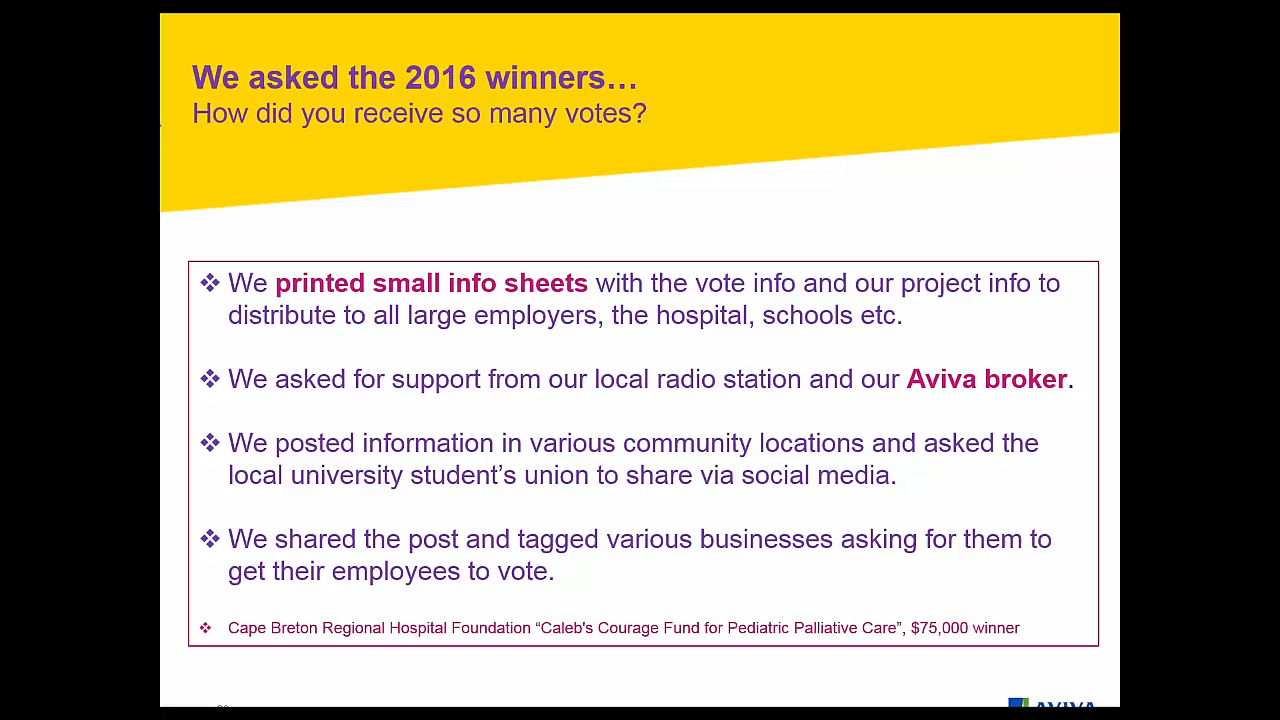 We asked the 2016 winners…
How did you receive so many votes?
❖ We printed small info sheets with the vote info and our project info to
distribute to all large employers, the hospital, schools etc.
❖ We asked for support from our local radio station and our Aviva broker.
❖ We posted information in various community locations and asked the
local university student’s union to share via social media.
❖ We shared the post and tagged various businesses asking for them to
get their employees to vote.
❖ Cape Breton Regional Hospital Foundation “Caleb's Courage Fund for Pediatric Palliative Care”, $75,000 winner
AVIVA